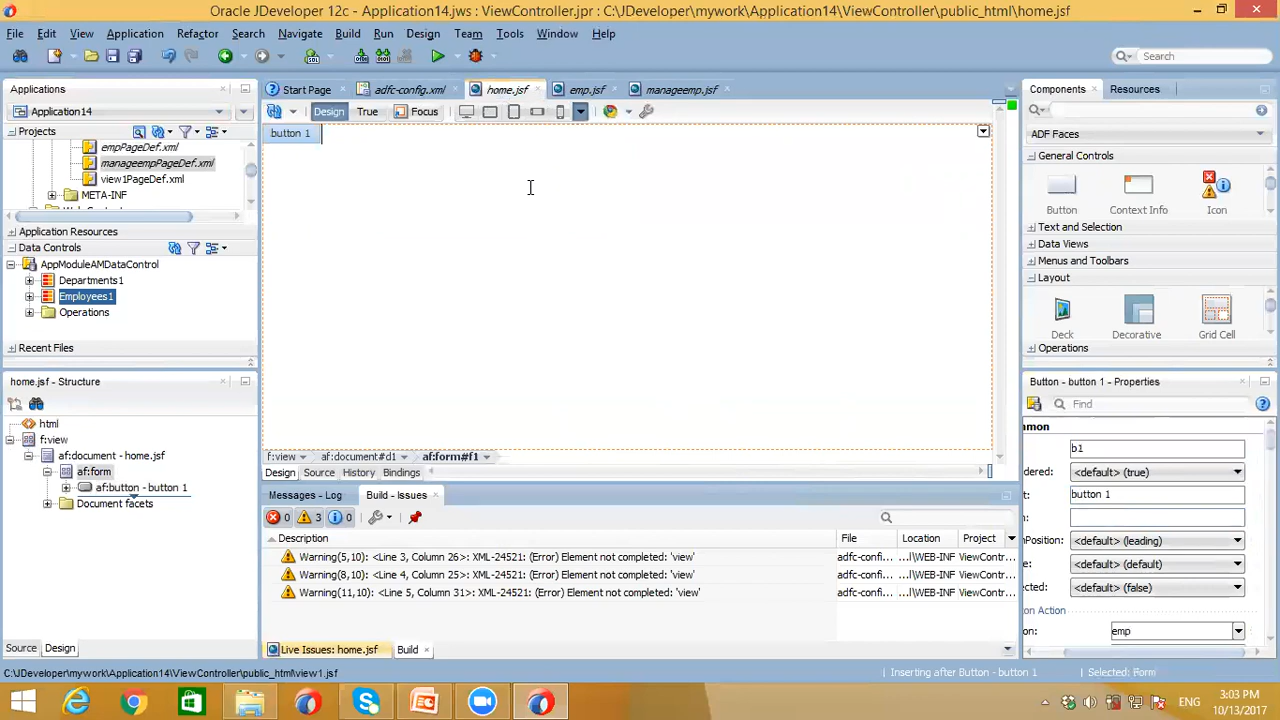 Oracle JDeveloper 12c - Application14.jws : ViewController.jpr : C:\JDeveloper\mywork\Application14\ViewController\public_html\home.jsf
File Edit View Application Refactor Search Navigate Build Run Design Team Tools Window Help
Search
Applications
Application14
Projects
empPageDef.xml
manageempPageDef.xml
view1PageDef.xml
META-INF
Application Resources
Data Controls
AppModuleAMDataControl
Departments1
Employees1
Operations
Recent Files
home.jsf - Structure
html
f:view
af:document - home.jsf
af:form
af:button - button 1
Document facets
Source Design
Start Page adfc-config.xml home.jsf emp.jsf manageemp.jsf
Design True Focus
button 1
f:view af:document#d1 af:form#f1
Design Source History Bindings
Messages - Log Build - Issues
0 3 0
Description File Location Project
Warning(5,10): <Line 3, Column 26>: XML-24521: (Error) Element not completed: 'view' adfc-confi... ...l\WEB-INF ViewContr...
Warning(8,10): <Line 4, Column 25>: XML-24521: (Error) Element not completed: 'view' adfc-confi... ...l\WEB-INF ViewContr...
Warning(11,10): <Line 5, Column 31>: XML-24521: (Error) Element not completed: 'view' adfc-confi... ...l\WEB-INF ViewContr...
Live Issues: home.jsf Build
Components Resources
ADF Faces
General Controls
Button Context Info Icon
Text and Selection
Data Views
Menus and Toolbars
Layout
Deck Decorative Grid Cell
Operations
Button - button 1 - Properties
Find
ommon
b1
dered: <default> (true)
t: button 1
n:
nPosition: <default> (leading)
e: <default> (default)
ected: <default> (false)
on Action
on: emp
C:\JDeveloper\mywork\Application14\ViewController\public_html\view1.jsf
Inserting after Button - button 1 Selected: Form
ENG
3:03 PM
10/13/2017